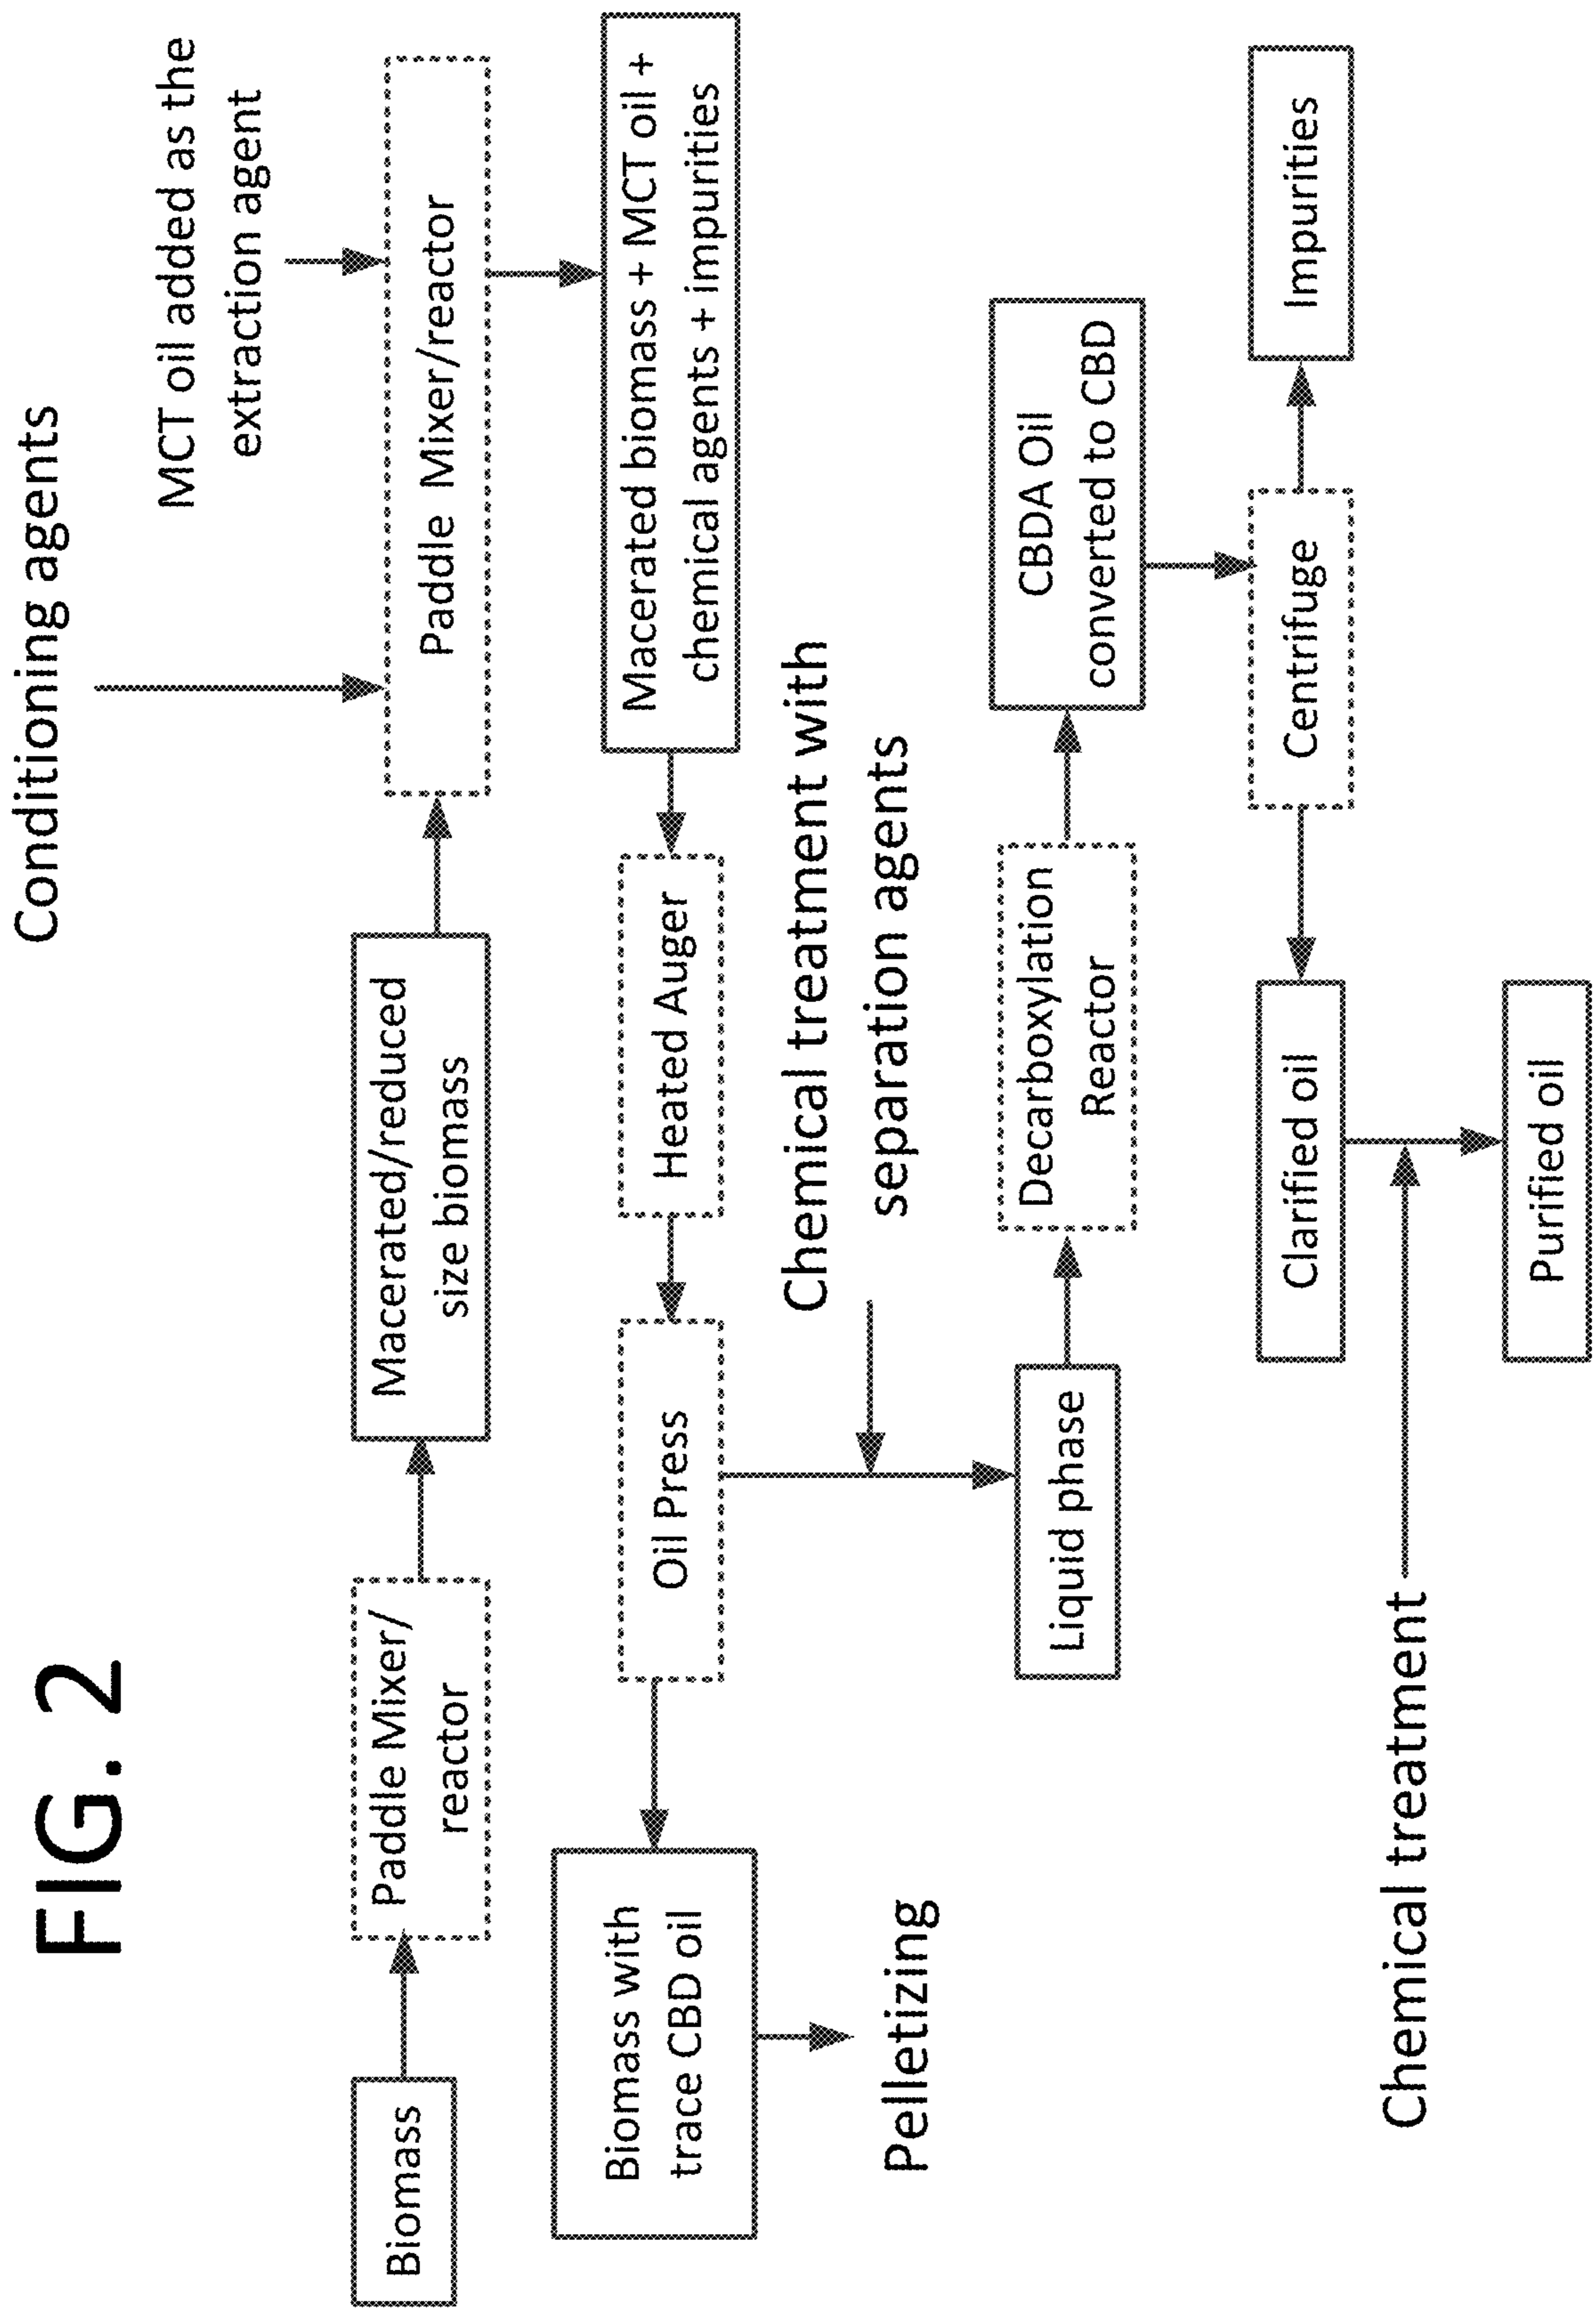 FIG. 2
Conditioning agents
MCT oil added as the
extraction agent
Biomass
Paddle Mixer/
reactor
Macerated/reduced
size biomass
Paddle Mixer/reactor
Biomass with
trace CBD oil
Oil Press
Heated Auger
Macerated biomass + MCT oil +
chemical agents + impurities
Pelletizing
Chemical treatment with
separation agents
Liquid phase
Decarboxylation
Reactor
CBDA Oil
converted to CBD
Clarified oil
Centrifuge
Impurities
Chemical treatment
Purified oil